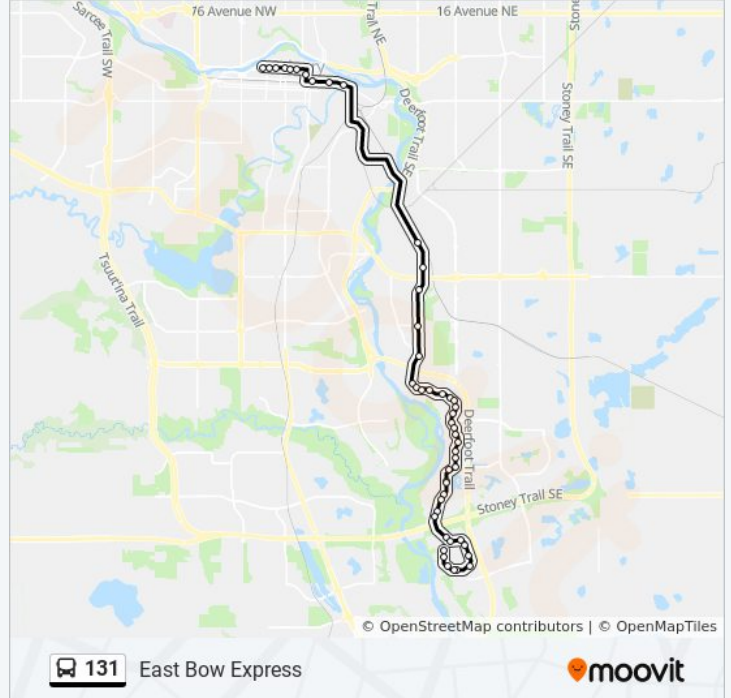 16 Avenue NW
16 Avenue NE
Sarcee Trail SW
Trail NE
Stoney Trail SE
Deerfoot Trail SE
Tsuut'ina Trail
Deerfoot Trail
Stoney Trail SE
© OpenStreetMap contributors | © OpenMapTiles
131 East Bow Express
moovit